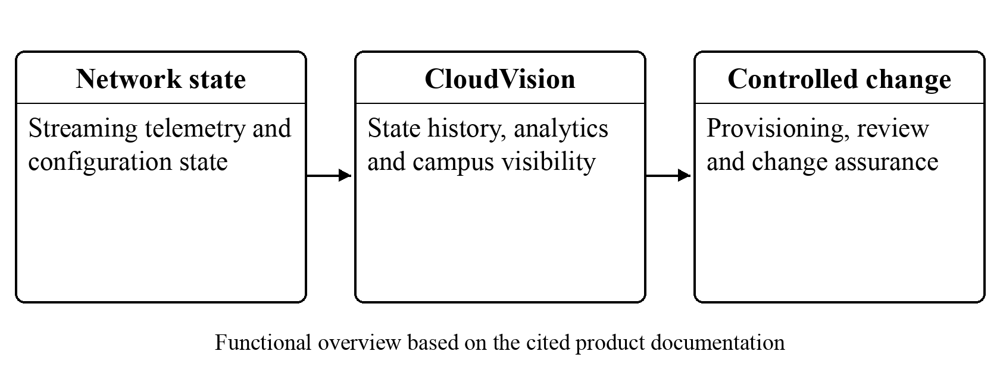 Network state
Streaming telemetry and
configuration state
CloudVision
State history, analytics
and campus visibility
Controlled change
Provisioning, review
and change assurance
Functional overview based on the cited product documentation